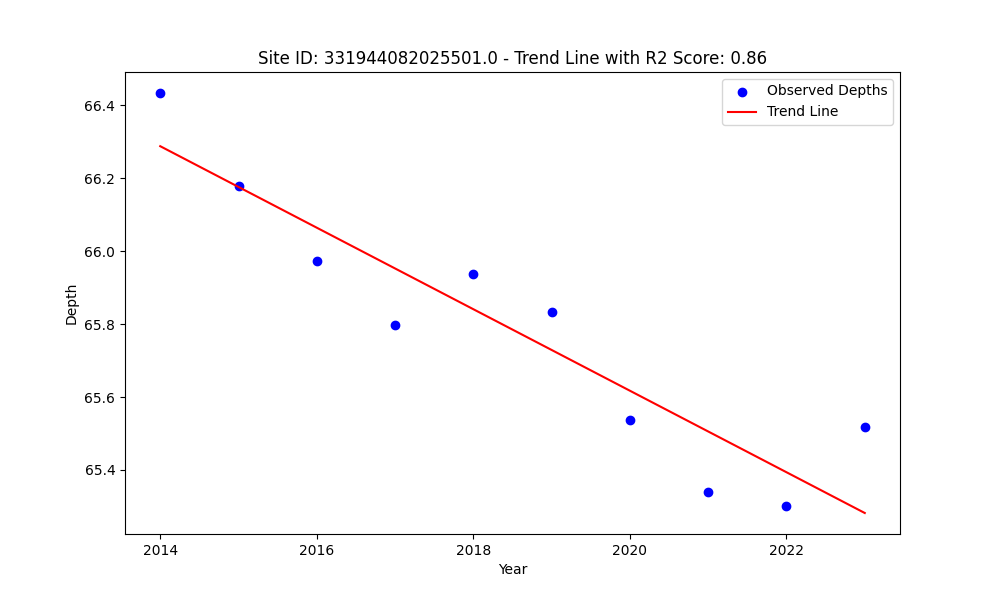 Site ID: 331944082025501.0 - Trend Line with R2 Score: 0.86
Observed Depths
Trend Line
66.4
66.2
66.0
65.8
65.6
65.4
Depth
2014
2016
2018
2020
2022
Year